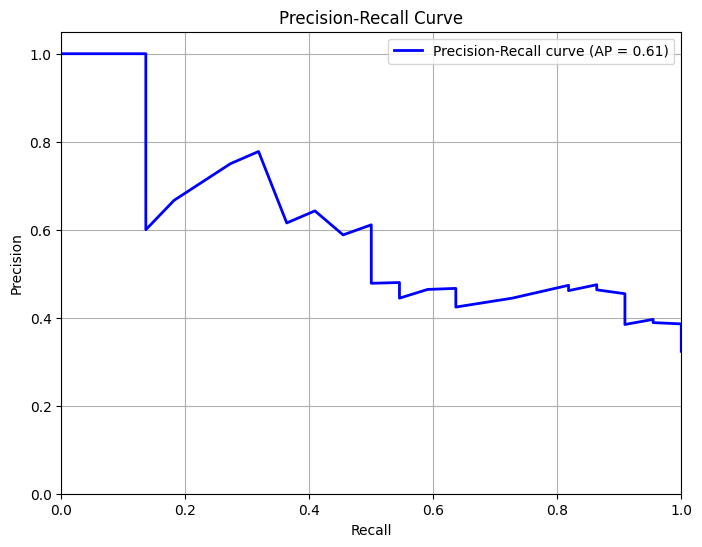 Precision-Recall Curve
Precision-Recall curve (AP = 0.61)
1.0
0.8
0.6
0.4
0.2
0.0
Precision
0.0 0.2 0.4 0.6 0.8 1.0
Recall